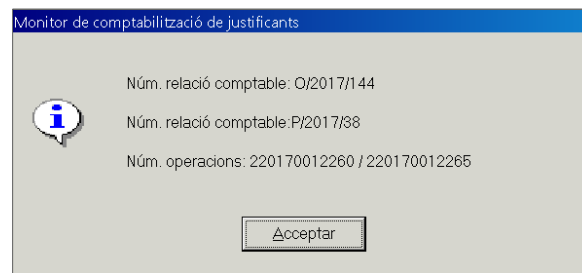 Monitor de comptabilització de justificants
Núm. relació comptable: O/2017/144
Núm. relació comptable:P/2017/38
Núm. operacions: 220170012260 / 220170012265
Acceptar